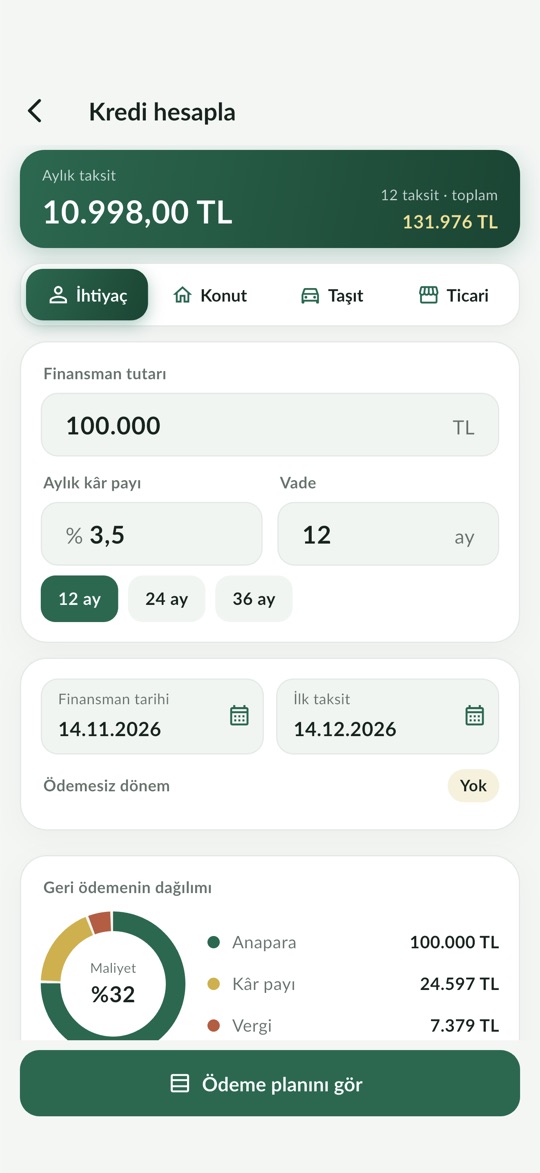 Kredi hesapla
Aylık taksit
10.998,00 TL
12 taksit · toplam
131.976 TL
İhtiyaç
Konut
Taşıt
Ticari
Finansman tutarı
100.000 TL
Aylık kâr payı
Vade
% 3,5
12 ay
12 ay
24 ay
36 ay
Finansman tarihi
14.11.2026
İlk taksit
14.12.2026
Ödemesiz dönem
Yok
Geri ödemenin dağılımı
Maliyet
%32
Anapara 100.000 TL
Kâr payı 24.597 TL
Vergi 7.379 TL
Ödeme planını gör